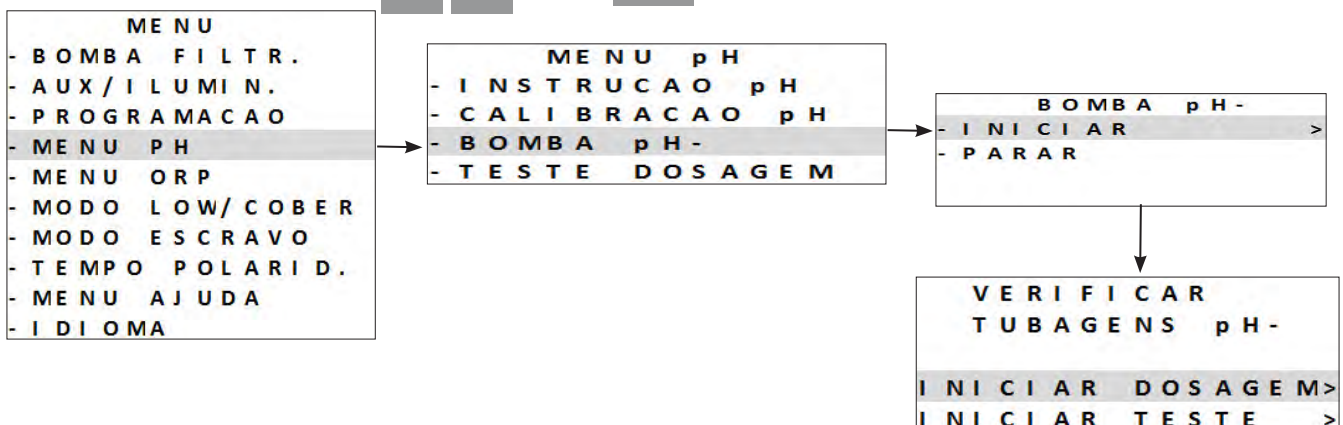 MENU
- BOMBA FILTR.
- AUX/ILUMIN.
- PROGRAMACAO
- MENU PH
- MENU ORP
- MODO LOW/COBER
- MODO ESCRAVO
- TEMPO POLARID.
- MENU AJUDA
- IDIOMA
MENU pH
- INSTRUCAO pH
- CALIBRACAO pH
- BOMBA pH-
- TESTE DOSAGEM
BOMBA pH-
- INICIAR >
- PARAR
VERIFICAR
TUBAGENS pH-
INICIAR DOSAGEM>
INICIAR TESTE >